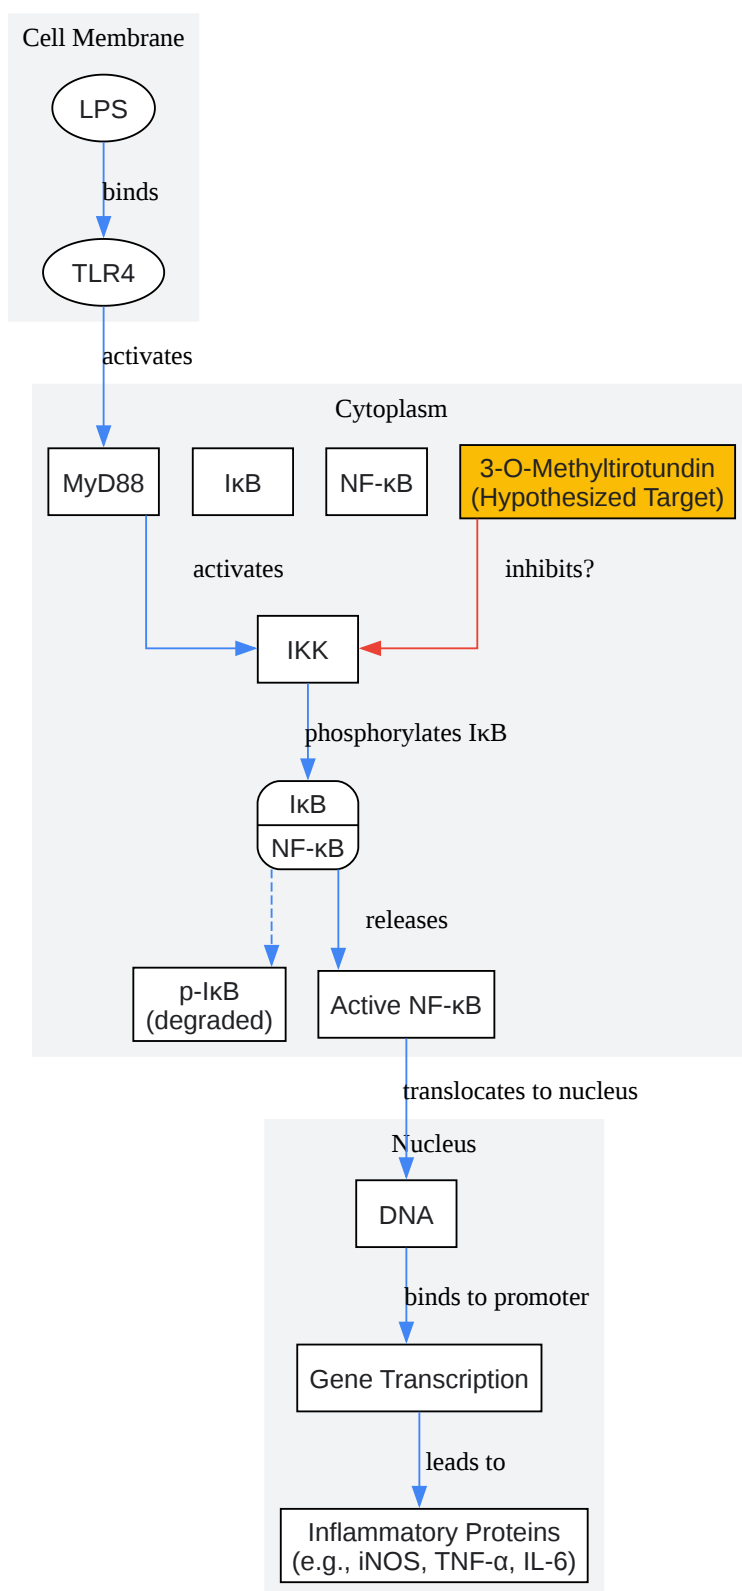 Cell Membrane
LPS
binds
TLR4
activates
Cytoplasm
MyD88
IκB
NF-κB
3-O-Methyltirotundin
(Hypothesized Target)
activates
inhibits?
IKK
phosphorylates IκB
IκB
NF-κB
releases
p-IκB
(degraded)
Active NF-κB
translocates to nucleus
Nucleus
DNA
binds to promoter
Gene Transcription
leads to
Inflammatory Proteins
(e.g., iNOS, TNF-α, IL-6)